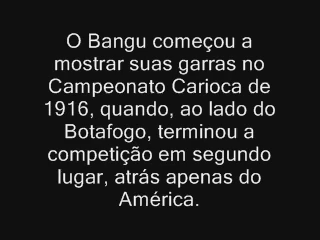 O Bangu começou a
mostrar suas garras no
Campeonato Carioca de
1916, quando, ao lado do
Botafogo, terminou a
competição em segundo
lugar, atrás apenas do
América.